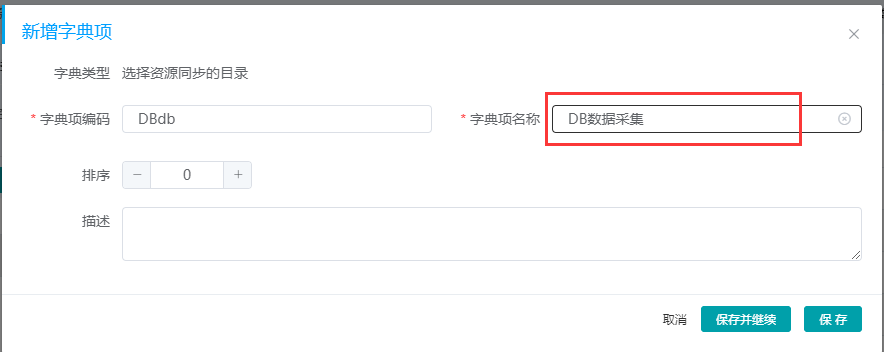 新增字典项
字典类型 选择资源同步的目录
* 字典项编码 DBdb * 字典项名称 DB数据采集
排序 − 0 +
描述
取消 保存并继续 保 存